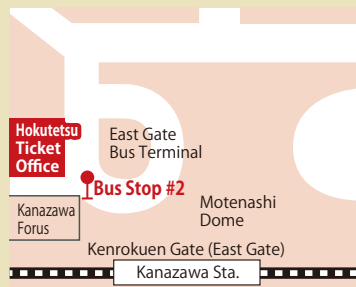 Hokutetsu
Ticket
Office
East Gate
Bus Terminal
Bus Stop #2
Kanazawa
Forus
Motenashi
Dome
Kenrokuen Gate (East Gate)
Kanazawa Sta.